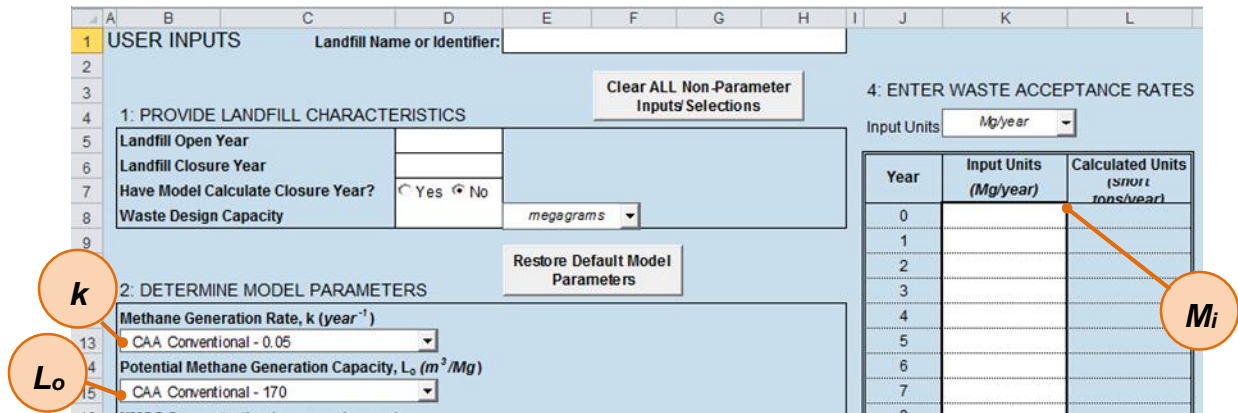 A B C D E F G H I J K L
1 USER INPUTS Landfill Name or Identifier:
2
3 Clear ALL Non-Parameter 4: ENTER WASTE ACCEPTANCE RATES
Inputs/Selections
4 1: PROVIDE LANDFILL CHARACTERISTICS
Input Units Mg/year
5 Landfill Open Year
6 Landfill Closure Year Input Units Calculated Units
7 Have Model Calculate Closure Year? Yes No Year (Mg/year) (short
tons/year)
8 Waste Design Capacity megagrams 0
9 1
Restore Default Model
Parameters 2
k 2: DETERMINE MODEL PARAMETERS 3
Methane Generation Rate, k (year⁻¹) 4 Mi
13 CAA Conventional - 0.05 5
4 Potential Methane Generation Capacity, Lo (m³/Mg) 6
Lo
15 CAA Conventional - 170 7